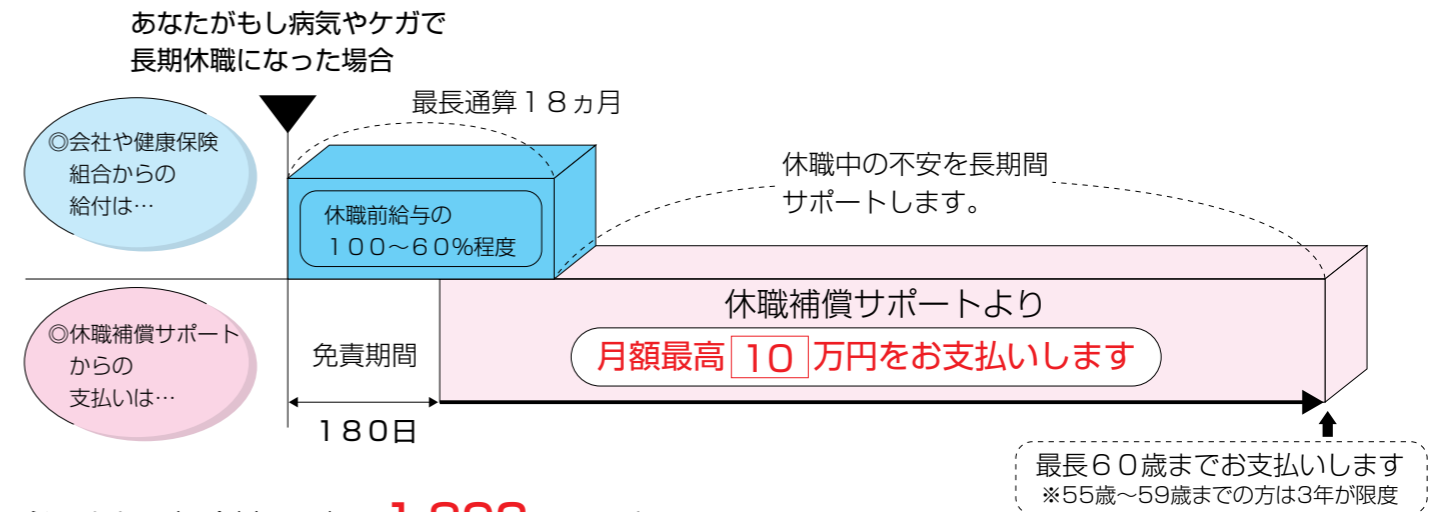 あなたがもし病気やケガで
長期休職になった場合
最長通算18ヵ月
◎会社や健康保険
組合からの
給付は…
休職前給与の
100～60%程度
休職中の不安を長期間
サポートします。
◎休職補償サポート
からの
支払いは…
免責期間
180日
休職補償サポートより
月額最高 10 万円をお支払いします
最長60歳までお支払いします
※55歳～59歳までの方は3年が限度